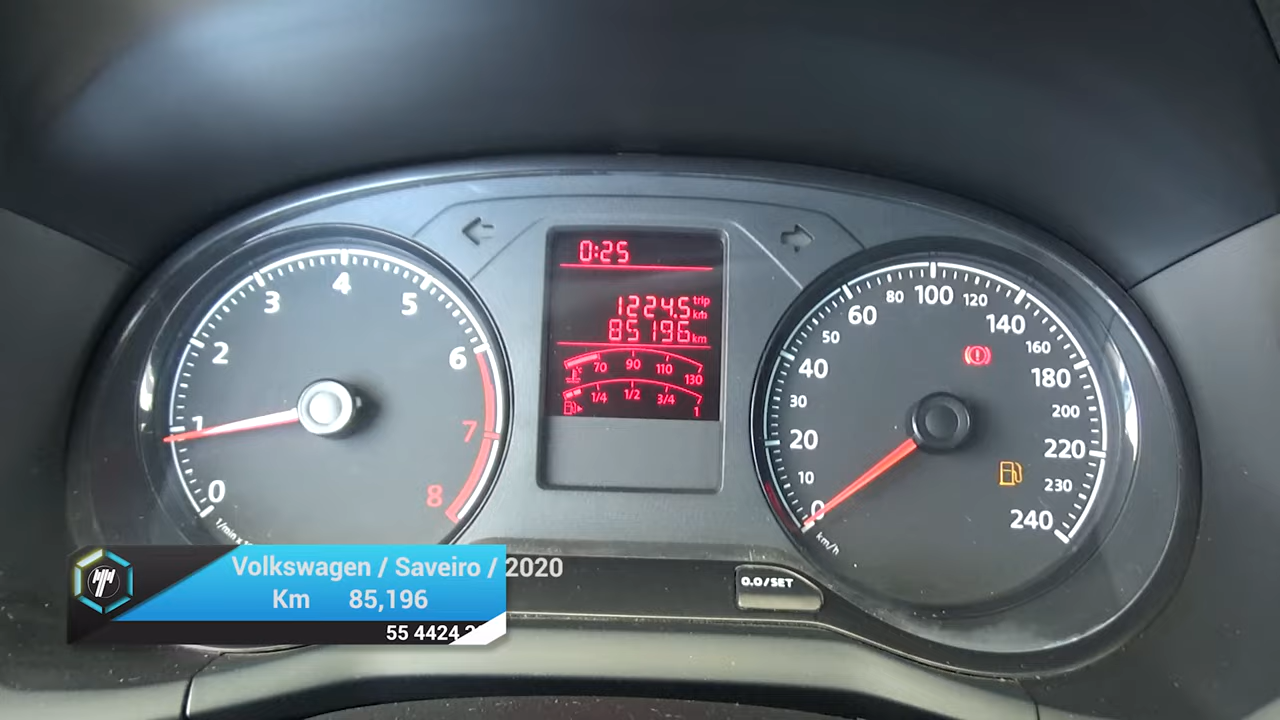 0:25
1224.5 trip
km/h
85196 km
70 90 110 130
1/4 1/2 3/4 1
0 1 2 3 4 5 6 7 8
1/min x
0 10 20 30 40 50 60 80 100 120 140 160 180 200 220 230 240
km/h
0.0/SET
Volkswagen / Saveiro / 2020
Km 85,196
55 4424